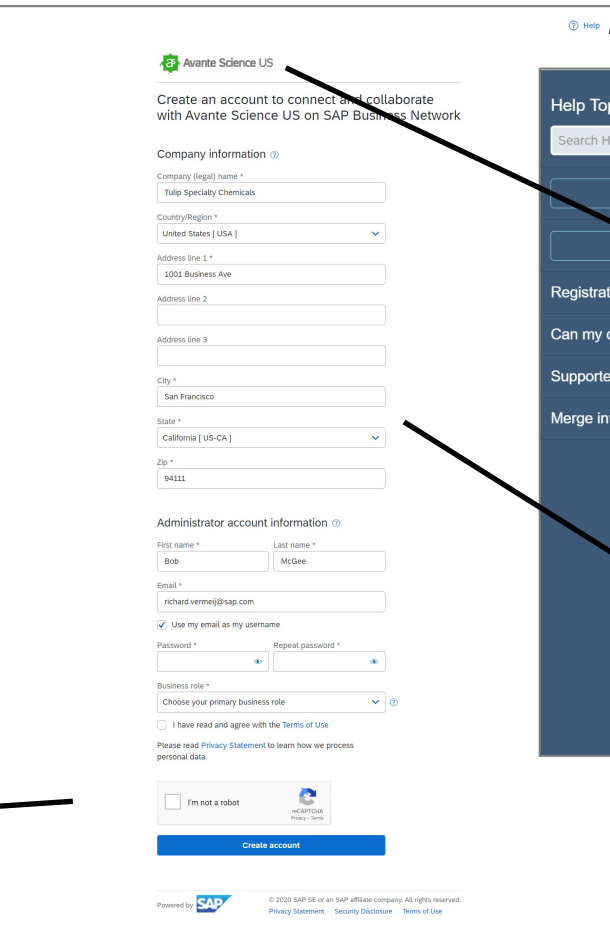 Help
Avante Science US
Create an account to connect and collaborate
with Avante Science US on SAP Business Network
Help To
Search H
Company information
Company (legal) name *
Tulip Specialty Chemicals
Country/Region *
United States [ USA ]
Address line 1 *
1001 Business Ave
Address line 2
Registrat
Can my
Address line 3
Supporte
City *
San Francisco
Merge in
State *
California [ US-CA ]
Zip *
94111
Administrator account information
First name * Last name *
Bob McGee
Email *
richard.vermeij@sap.com
Use my email as my username
Password * Repeat password *
Business role *
Choose your primary business role
I have read and agree with the Terms of Use
Please read Privacy Statement to learn how we process
personal data.
I'm not a robot
reCAPTCHA
Privacy - Terms
Create account
Powered by SAP
© 2020 SAP SE or an SAP affiliate company. All rights reserved.
Privacy Statement Security Disclosure Terms of Use